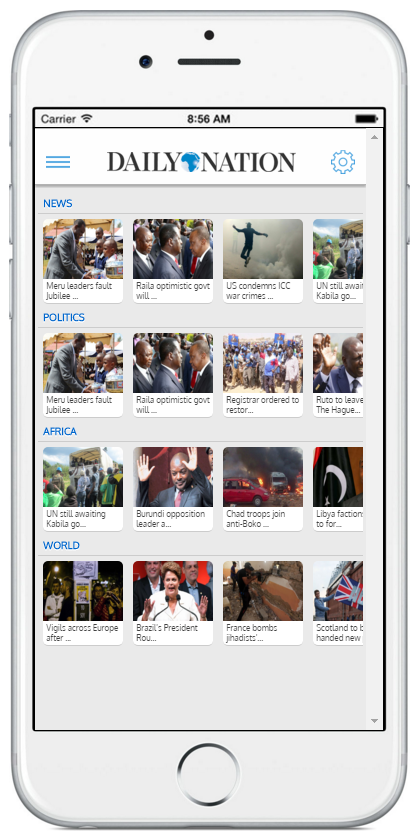 Carrier 8:56 AM
DAILY NATION
NEWS
Meru leaders fault
Jubilee ...
Raila optimistic govt
will ...
US condemns ICC
war crimes ...
UN still await
Kabila go...
POLITICS
Meru leaders fault
Jubilee ...
Raila optimistic govt
will ...
Registrar ordered to
restor...
Ruto to leave
The Hague...
AFRICA
UN still awaiting
Kabila go...
Burundi opposition
leader a...
Chad troops join
anti-Boko ...
Libya faction
to for...
WORLD
Vigils across Europe
after ...
Brazil's President
Rou...
France bombs
jihadists'...
Scotland to b
handed new